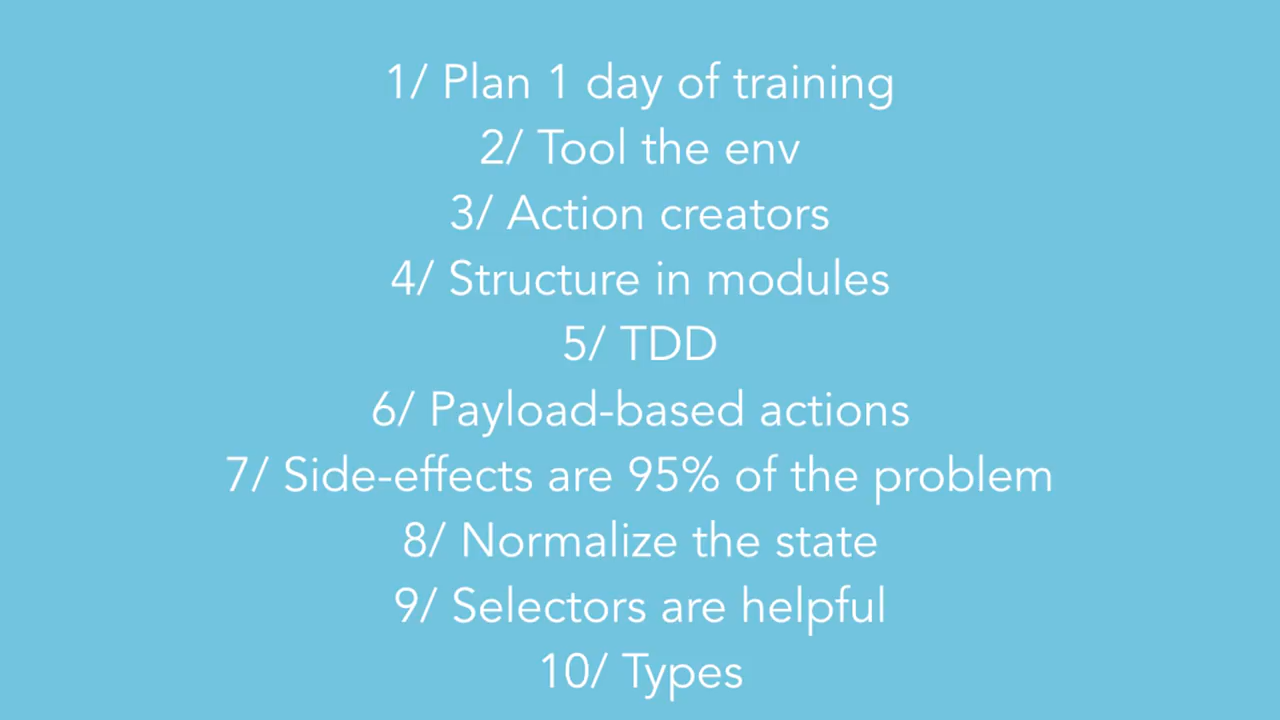 1/ Plan 1 day of training
2/ Tool the env
3/ Action creators
4/ Structure in modules
5/ TDD
6/ Payload-based actions
7/ Side-effects are 95% of the problem
8/ Normalize the state
9/ Selectors are helpful
10/ Types